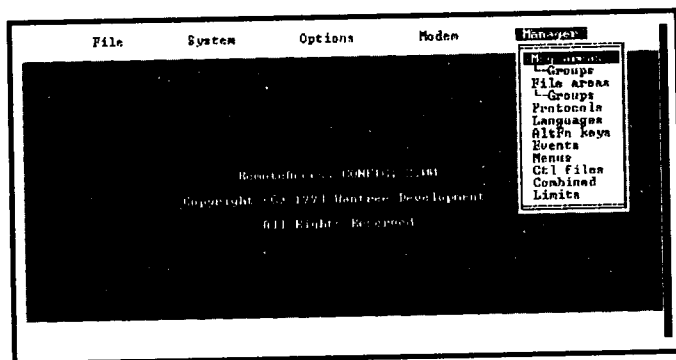 File System Options Modem Manager
Msg areas
Groups
File areas
Groups
Protocols
Languages
AltFn keys
Events
Menus
Ctl files
Combined
Limits
RemoteAccess CONFIG
Copyright (C) 1993 Wantree Development
All Rights Reserved